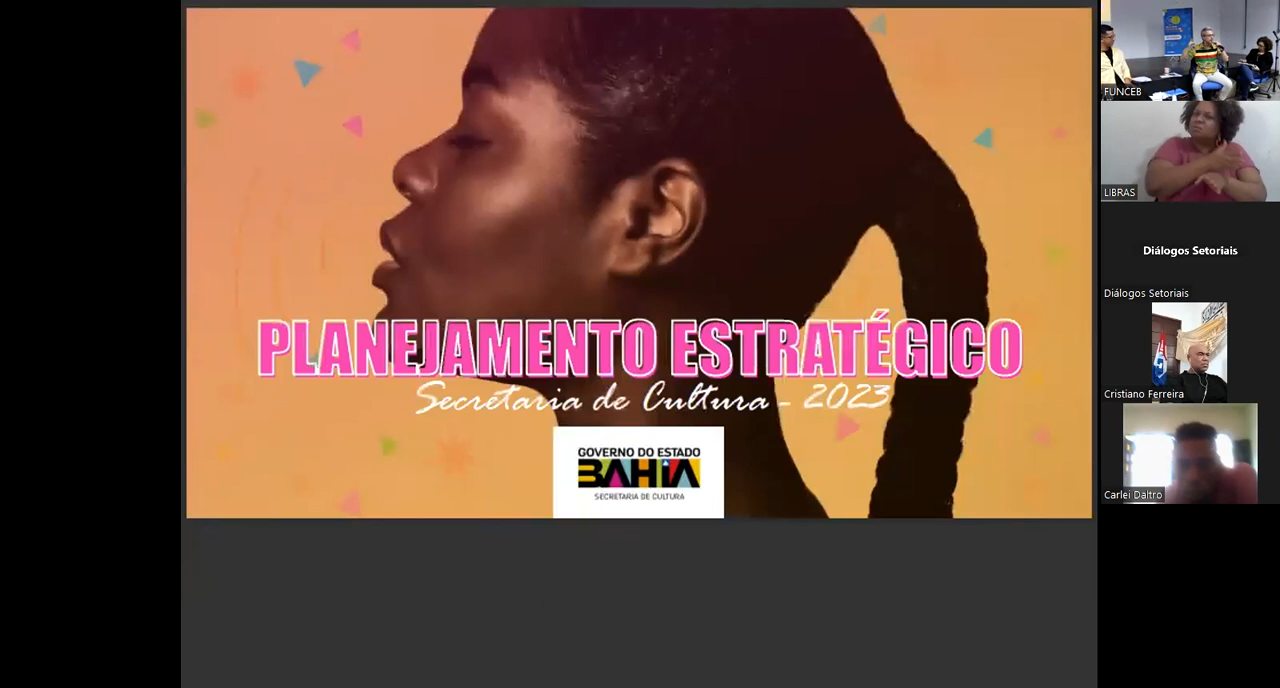 PLANEJAMENTO ESTRATÉGICO
Secretaria de Cultura - 2023
GOVERNO DO ESTADO
BAHIA
SECRETARIA DE CULTURA
FUNCEB
LIBRAS
Diálogos Setoriais
Diálogos Setoriais
Cristiano Ferreira
Carlei Daltro